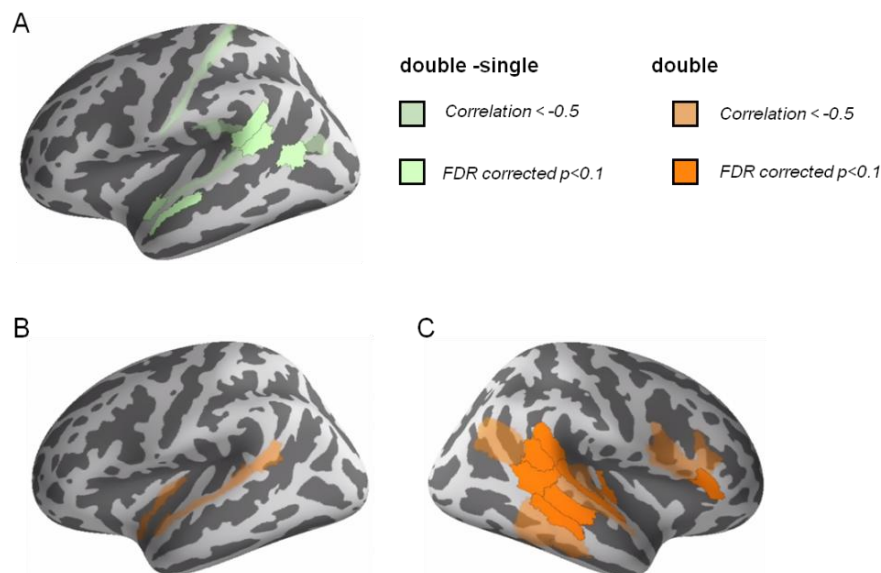 A
double -single
double
Correlation < -0.5
Correlation < -0.5
FDR corrected p<0.1
FDR corrected p<0.1
B
C